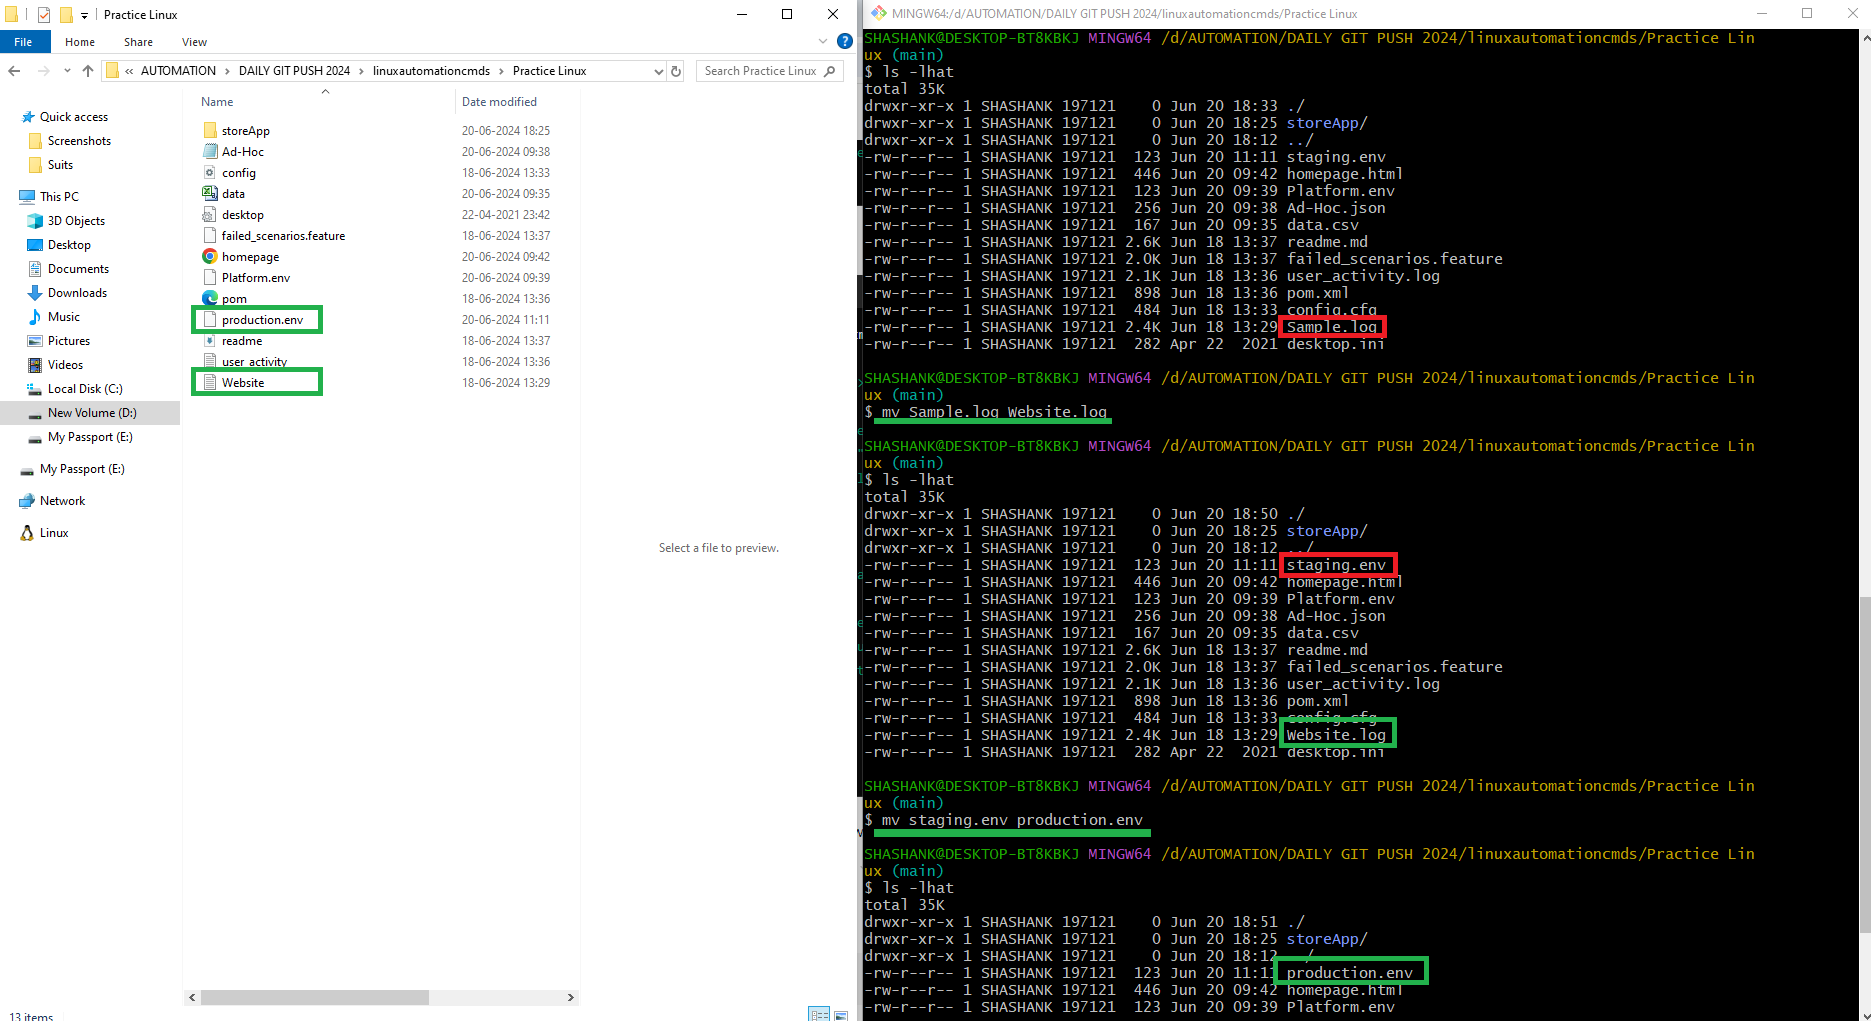 Practice Linux
File Home Share View
« AUTOMATION > DAILY GIT PUSH 2024 > linuxautomationcmds > Practice Linux
Search Practice Linux
Quick access
Screenshots
Suits
This PC
3D Objects
Desktop
Documents
Downloads
Music
Pictures
Videos
Local Disk (C:)
New Volume (D:)
My Passport (E:)
My Passport (E:)
Network
Linux
Name Date modified
storeApp 20-06-2024 18:25
Ad-Hoc 20-06-2024 09:38
config 18-06-2024 13:33
data 20-06-2024 09:35
desktop 22-04-2021 23:42
failed_scenarios.feature 18-06-2024 13:37
homepage 20-06-2024 09:42
Platform.env 20-06-2024 09:39
pom 18-06-2024 13:36
production.env 20-06-2024 11:11
readme 18-06-2024 13:37
user_activity 18-06-2024 13:36
Website 18-06-2024 13:29
Select a file to preview.
13 items
MINGW64:/d/AUTOMATION/DAILY GIT PUSH 2024/linuxautomationcmds/Practice Linux
SHASHANK@DESKTOP-BT8KBKJ MINGW64 /d/AUTOMATION/DAILY GIT PUSH 2024/linuxautomationcmds/Practice Lin
ux (main)
$ ls -lhat
total 35K
drwxr-xr-x 1 SHASHANK 197121    0 Jun 20 18:33 ./
drwxr-xr-x 1 SHASHANK 197121    0 Jun 20 18:25 storeApp/
drwxr-xr-x 1 SHASHANK 197121    0 Jun 20 18:12 ../
-rw-r--r-- 1 SHASHANK 197121  123 Jun 20 11:11 staging.env
-rw-r--r-- 1 SHASHANK 197121  446 Jun 20 09:42 homepage.html
-rw-r--r-- 1 SHASHANK 197121  123 Jun 20 09:39 Platform.env
-rw-r--r-- 1 SHASHANK 197121  256 Jun 20 09:38 Ad-Hoc.json
-rw-r--r-- 1 SHASHANK 197121  167 Jun 20 09:35 data.csv
-rw-r--r-- 1 SHASHANK 197121 2.6K Jun 18 13:37 readme.md
-rw-r--r-- 1 SHASHANK 197121 2.0K Jun 18 13:37 failed_scenarios.feature
-rw-r--r-- 1 SHASHANK 197121 2.1K Jun 18 13:36 user_activity.log
-rw-r--r-- 1 SHASHANK 197121  898 Jun 18 13:36 pom.xml
-rw-r--r-- 1 SHASHANK 197121  484 Jun 18 13:33 config.cfg
-rw-r--r-- 1 SHASHANK 197121 2.4K Jun 18 13:29 Sample.log
-rw-r--r-- 1 SHASHANK 197121  282 Apr 22  2021 desktop.ini
SHASHANK@DESKTOP-BT8KBKJ MINGW64 /d/AUTOMATION/DAILY GIT PUSH 2024/linuxautomationcmds/Practice Lin
ux (main)
$ mv Sample.log Website.log
SHASHANK@DESKTOP-BT8KBKJ MINGW64 /d/AUTOMATION/DAILY GIT PUSH 2024/linuxautomationcmds/Practice Lin
ux (main)
$ ls -lhat
total 35K
drwxr-xr-x 1 SHASHANK 197121    0 Jun 20 18:50 ./
drwxr-xr-x 1 SHASHANK 197121    0 Jun 20 18:25 storeApp/
drwxr-xr-x 1 SHASHANK 197121    0 Jun 20 18:12 ../
-rw-r--r-- 1 SHASHANK 197121  123 Jun 20 11:11 staging.env
-rw-r--r-- 1 SHASHANK 197121  446 Jun 20 09:42 homepage.html
-rw-r--r-- 1 SHASHANK 197121  123 Jun 20 09:39 Platform.env
-rw-r--r-- 1 SHASHANK 197121  256 Jun 20 09:38 Ad-Hoc.json
-rw-r--r-- 1 SHASHANK 197121  167 Jun 20 09:35 data.csv
-rw-r--r-- 1 SHASHANK 197121 2.6K Jun 18 13:37 readme.md
-rw-r--r-- 1 SHASHANK 197121 2.0K Jun 18 13:37 failed_scenarios.feature
-rw-r--r-- 1 SHASHANK 197121 2.1K Jun 18 13:36 user_activity.log
-rw-r--r-- 1 SHASHANK 197121  898 Jun 18 13:36 pom.xml
-rw-r--r-- 1 SHASHANK 197121  484 Jun 18 13:33 config.cfg
-rw-r--r-- 1 SHASHANK 197121 2.4K Jun 18 13:29 Website.log
-rw-r--r-- 1 SHASHANK 197121  282 Apr 22  2021 desktop.ini
SHASHANK@DESKTOP-BT8KBKJ MINGW64 /d/AUTOMATION/DAILY GIT PUSH 2024/linuxautomationcmds/Practice Lin
ux (main)
$ mv staging.env production.env
SHASHANK@DESKTOP-BT8KBKJ MINGW64 /d/AUTOMATION/DAILY GIT PUSH 2024/linuxautomationcmds/Practice Lin
ux (main)
$ ls -lhat
total 35K
drwxr-xr-x 1 SHASHANK 197121    0 Jun 20 18:51 ./
drwxr-xr-x 1 SHASHANK 197121    0 Jun 20 18:25 storeApp/
drwxr-xr-x 1 SHASHANK 197121    0 Jun 20 18:12 ../
-rw-r--r-- 1 SHASHANK 197121  123 Jun 20 11:11 production.env
-rw-r--r-- 1 SHASHANK 197121  446 Jun 20 09:42 homepage.html
-rw-r--r-- 1 SHASHANK 197121  123 Jun 20 09:39 Platform.env